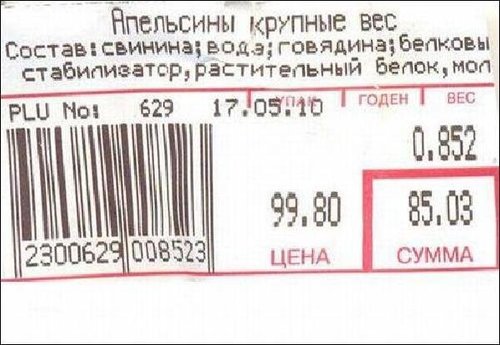 Апельсины крупные вес
Состав:свинина;вода;говядина;белковы
стабилизатор,растительный белок,мол
УПАК ГОДЕН ВЕС
PLU No: 629 17.05.10
0.852
99.80 85.03
ЦЕНА СУММА
2300629 008523